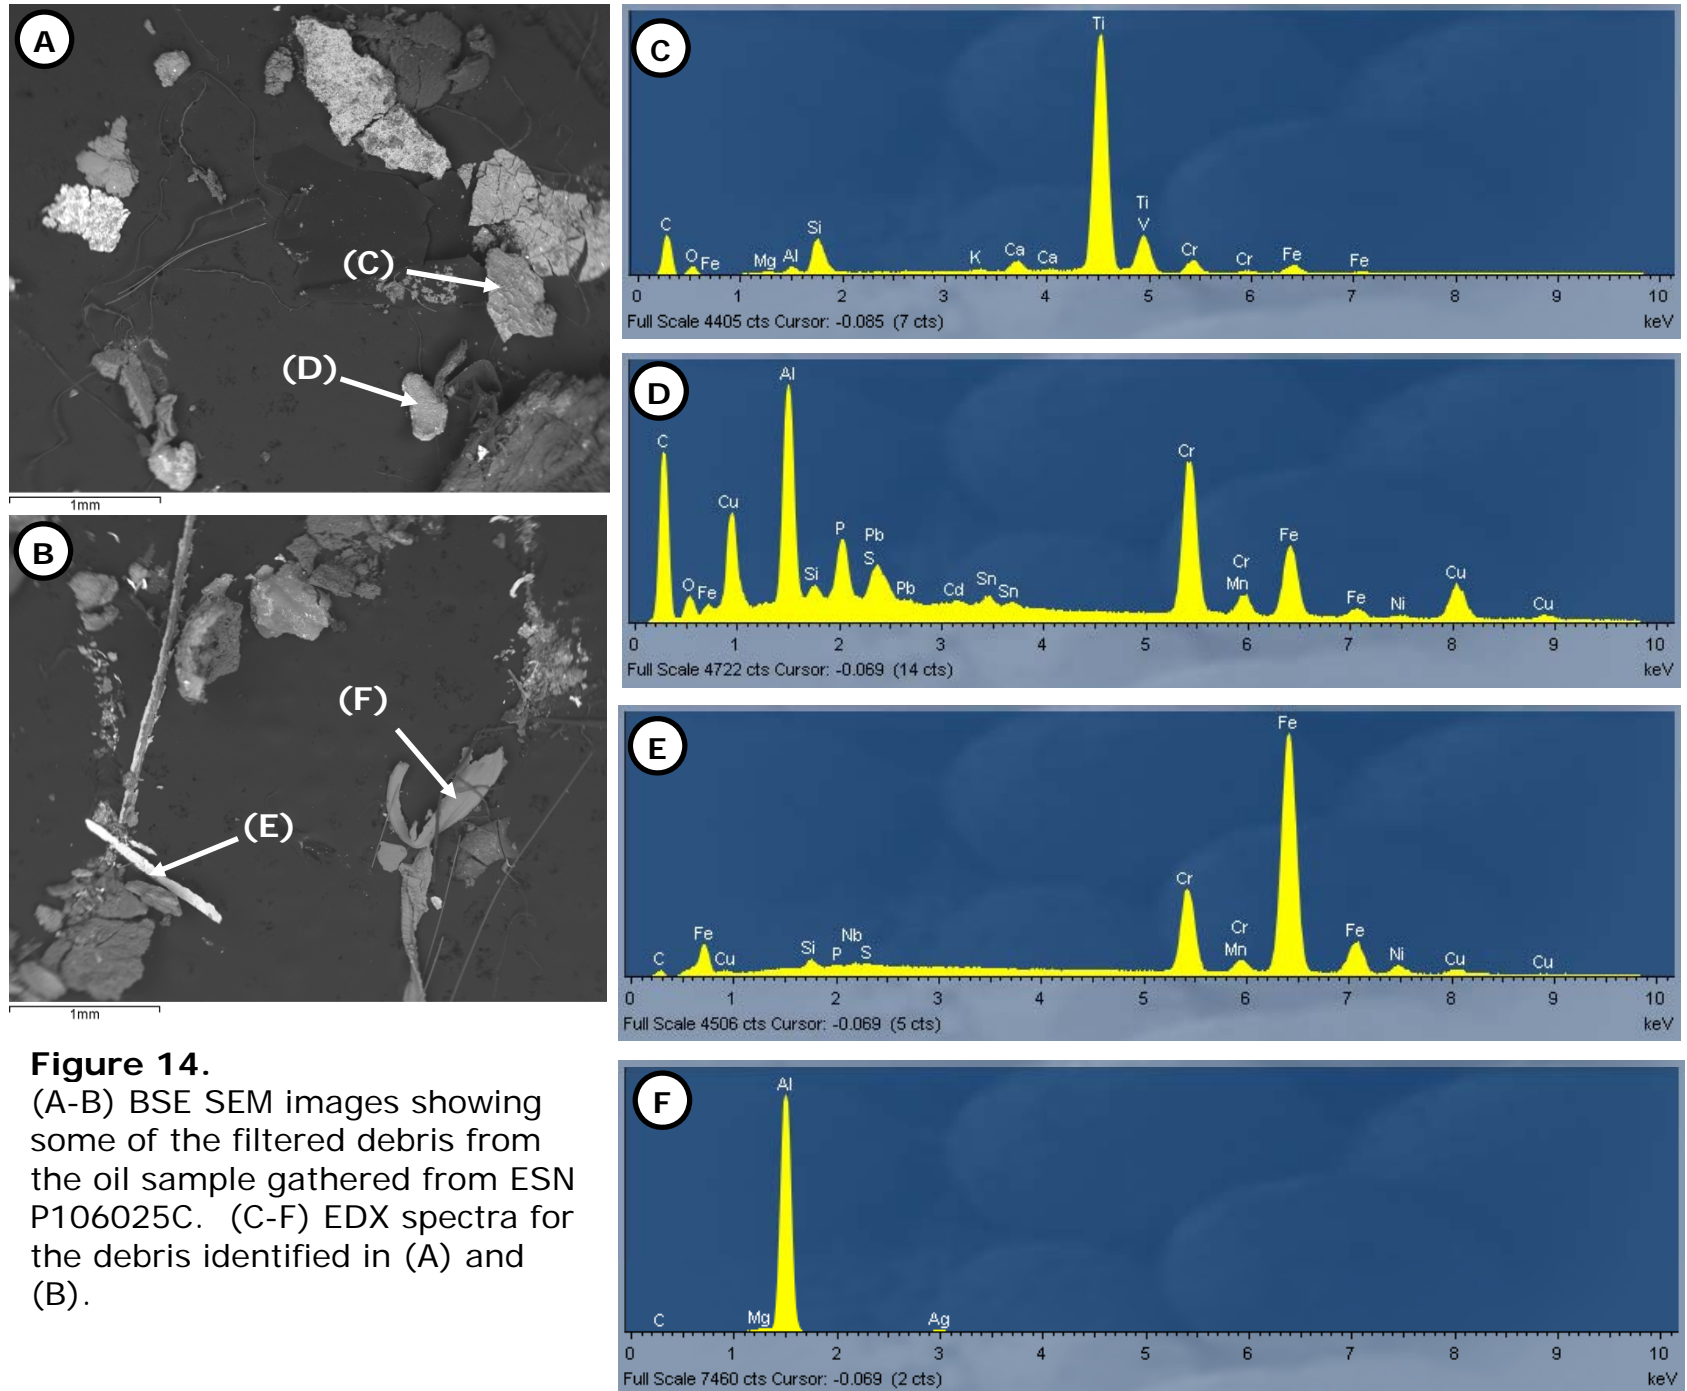 A
(C)
(D)
1mm
B
(F)
(E)
1mm
Figure 14.
(A-B) BSE SEM images showing
some of the filtered debris from
the oil sample gathered from ESN
P106025C. (C-F) EDX spectra for
the debris identified in (A) and
(B).
C
Ti
C
O
Fe
Mg
Al
Si
K
Ca
Ca
Ti
V
Cr
Cr
Fe
Fe
0 1 2 3 4 5 6 7 8 9 10
Full Scale 4405 cts Cursor: -0.085 (7 cts) keV
D
C
O
Fe
Cu
Al
Si
P
Pb
S
Pb
Cd
Sn
Sn
Cr
Cr
Mn
Fe
Fe
Ni
Cu
Cu
0 1 2 3 4 5 6 7 8 9 10
Full Scale 4722 cts Cursor: -0.069 (14 cts) keV
E
C
Fe
Cu
Si
P
Nb
S
Cr
Cr
Mn
Fe
Fe
Ni
Cu
Cu
0 1 2 3 4 5 6 7 8 9 10
Full Scale 4506 cts Cursor: -0.069 (5 cts) keV
F
C
Mg
Al
Ag
0 1 2 3 4 5 6 7 8 9 10
Full Scale 7460 cts Cursor: -0.069 (2 cts) keV